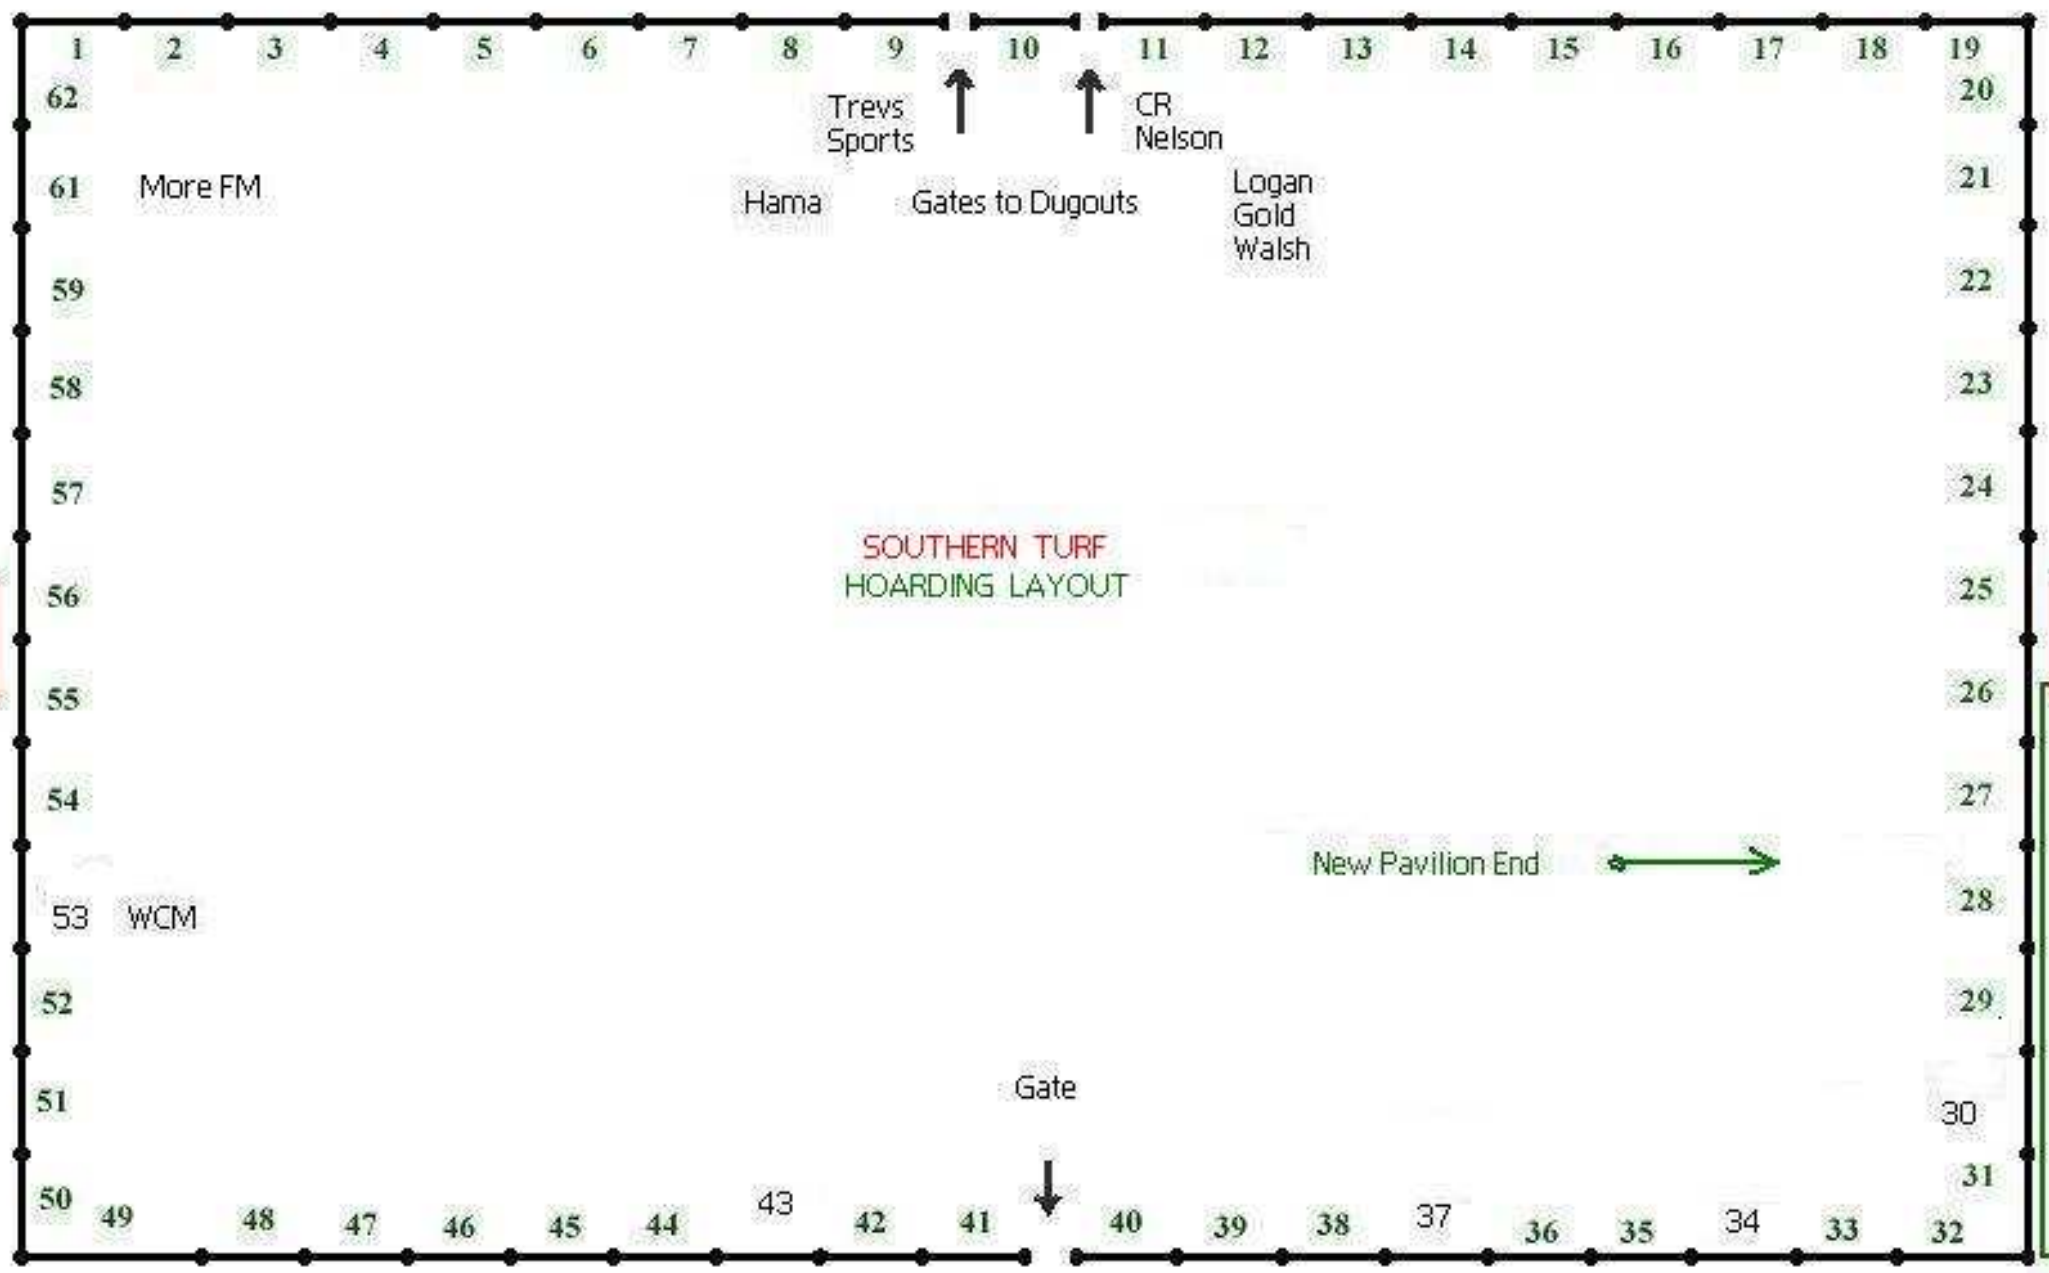 1 2 3 4 5 6 7 8 9 10 11 12 13 14 15 16 17 18 19
62
20
Trevs
Sports
CR
Nelson
61
More FM
Hama
Gates to Dugouts
Logan
Gold
Walsh
21
59
22
58
23
57
24
SOUTHERN TURF
HOARDING LAYOUT
56
25
55
26
54
27
New Pavilion End
53 WCM
28
52
29
Gate
51
30
50
31
49 48 47 46 45 44 43 42 41 40 39 38 37 36 35 34 33 32